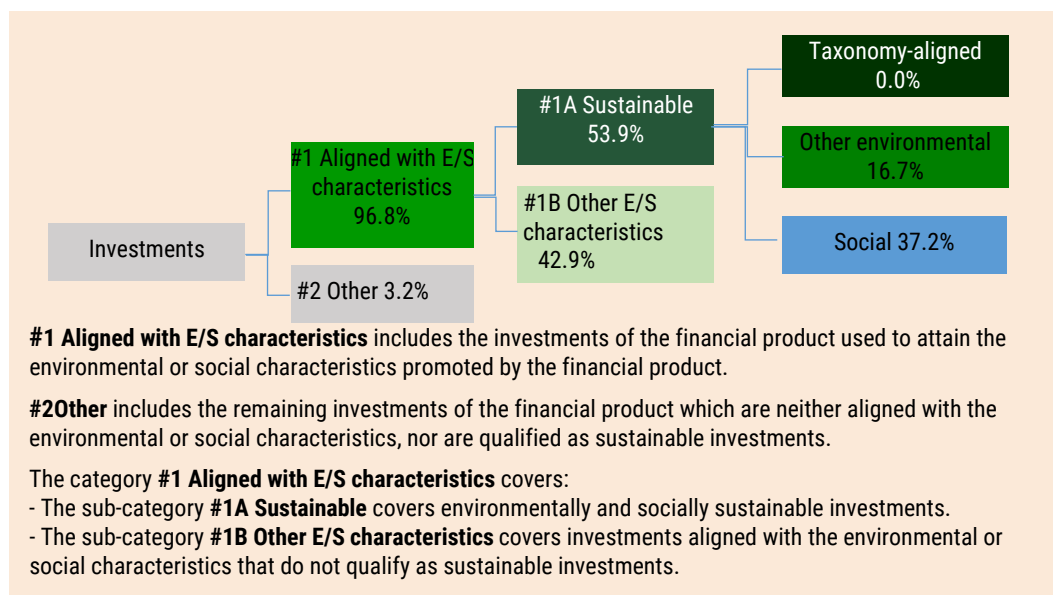 Taxonomy-aligned
0.0%
#1A Sustainable
53.9%
Other environmental
16.7%
#1 Aligned with E/S
characteristics
96.8%
#1B Other E/S
characteristics
42.9%
Social 37.2%
Investments
#2 Other 3.2%
#1 Aligned with E/S characteristics includes the investments of the financial product used to attain the
environmental or social characteristics promoted by the financial product.
#2Other includes the remaining investments of the financial product which are neither aligned with the
environmental or social characteristics, nor are qualified as sustainable investments.
The category #1 Aligned with E/S characteristics covers:
- The sub-category #1A Sustainable covers environmentally and socially sustainable investments.
- The sub-category #1B Other E/S characteristics covers investments aligned with the environmental or
social characteristics that do not qualify as sustainable investments.